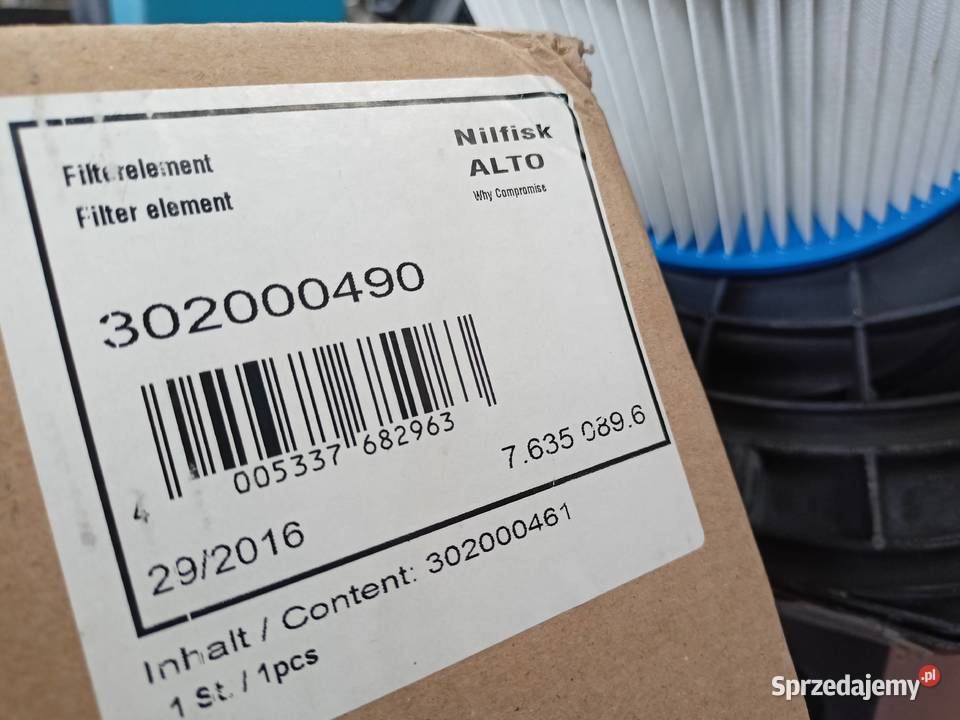 Nilfisk
ALTO
Why Compromise
Filterelement
Filter element
302000490
4 005337 682963
7.635 089.6
29/2016
Inhalt / Content: 302000461
1 St. / 1pcs
Sprzedajemy.pl